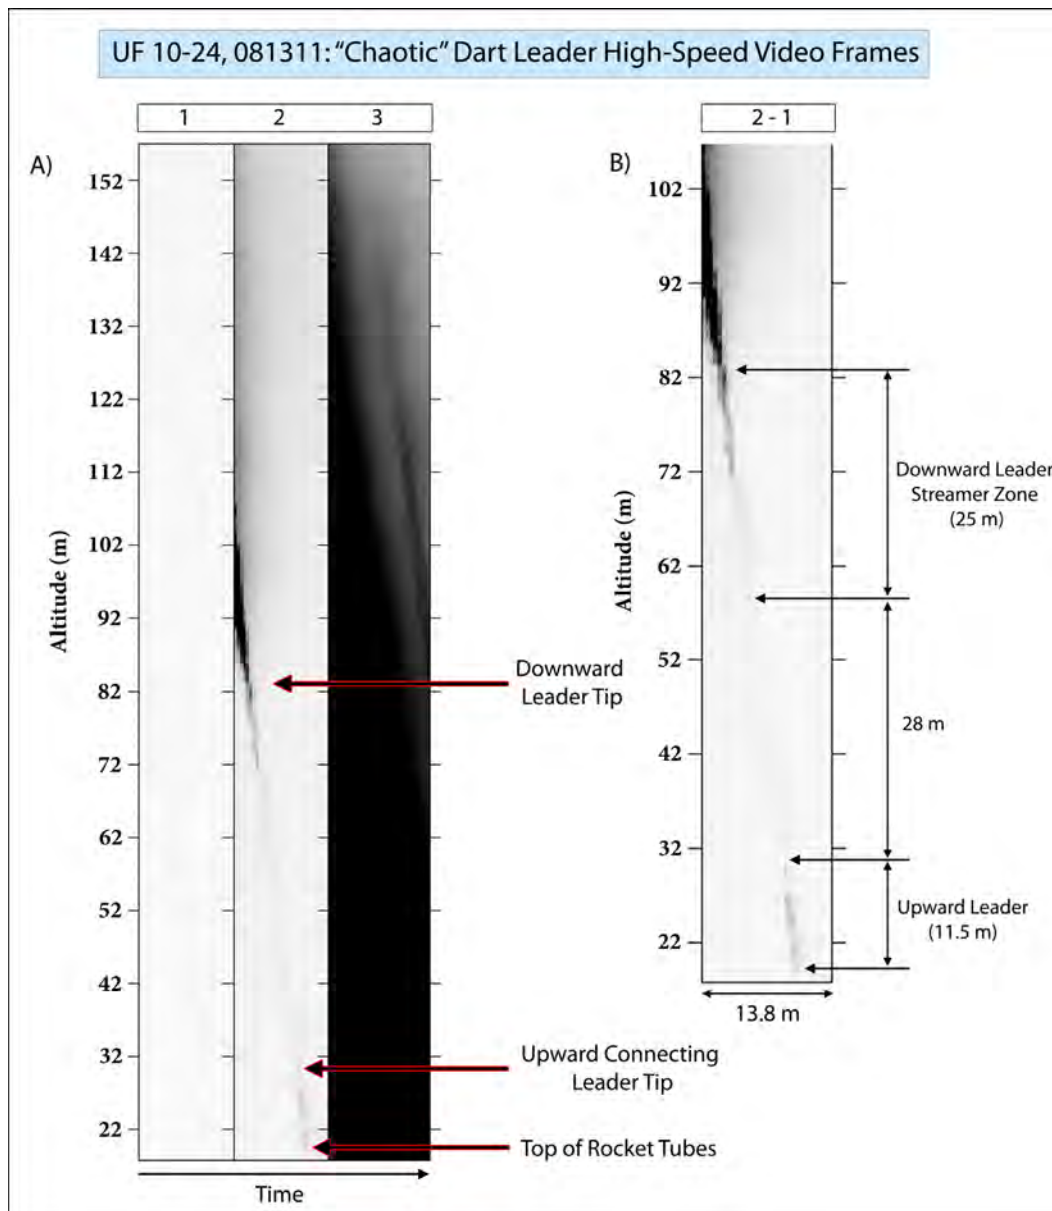 UF 10-24, 081311: "Chaotic" Dart Leader High-Speed Video Frames
1 2 3
A)
152
142
132
122
112
102
92
82
72
62
52
42
32
22
Altitude (m)
Time
Downward
Leader Tip
Upward Connecting
Leader Tip
Top of Rocket Tubes
2 - 1
B)
102
92
82
72
62
52
42
32
22
Altitude (m)
13.8 m
Downward Leader
Streamer Zone
(25 m)
28 m
Upward Leader
(11.5 m)